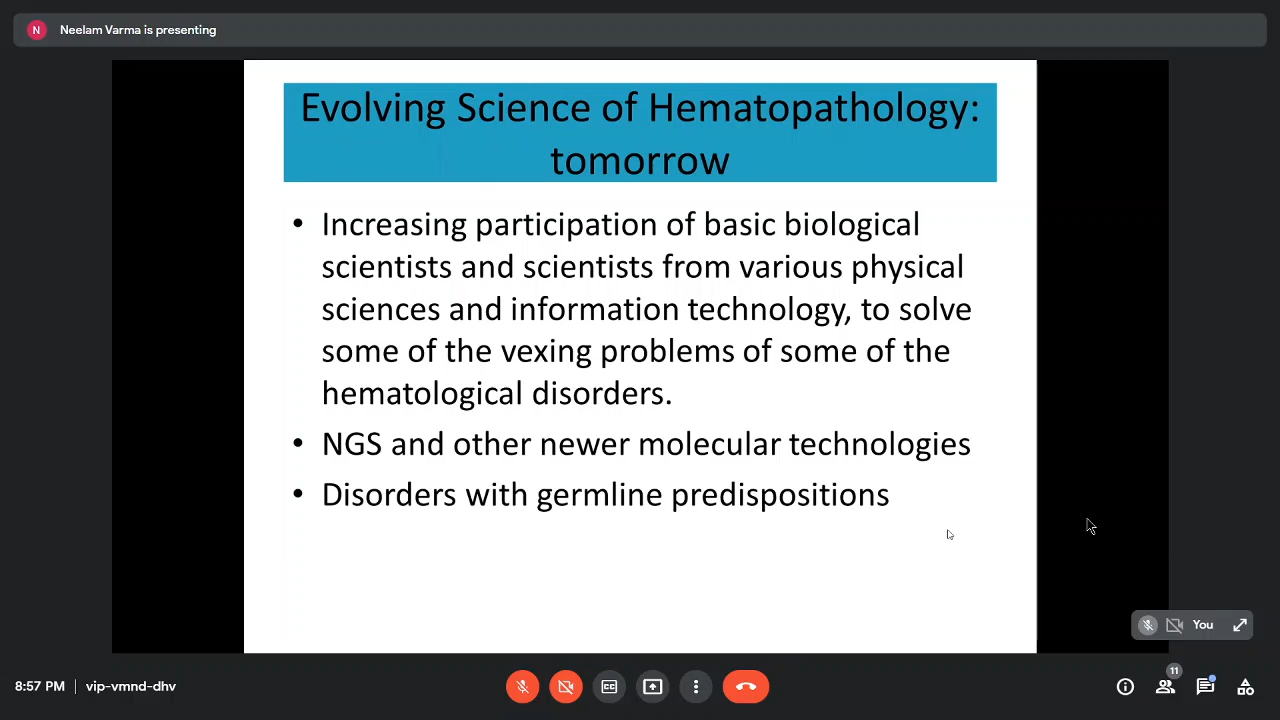 N Neelam Varma is presenting
Evolving Science of Hematopathology:
tomorrow
• Increasing participation of basic biological
scientists and scientists from various physical
sciences and information technology, to solve
some of the vexing problems of some of the
hematological disorders.
• NGS and other newer molecular technologies
• Disorders with germline predispositions
You
8:57 PM | vip-vmnd-dhv
CC
11